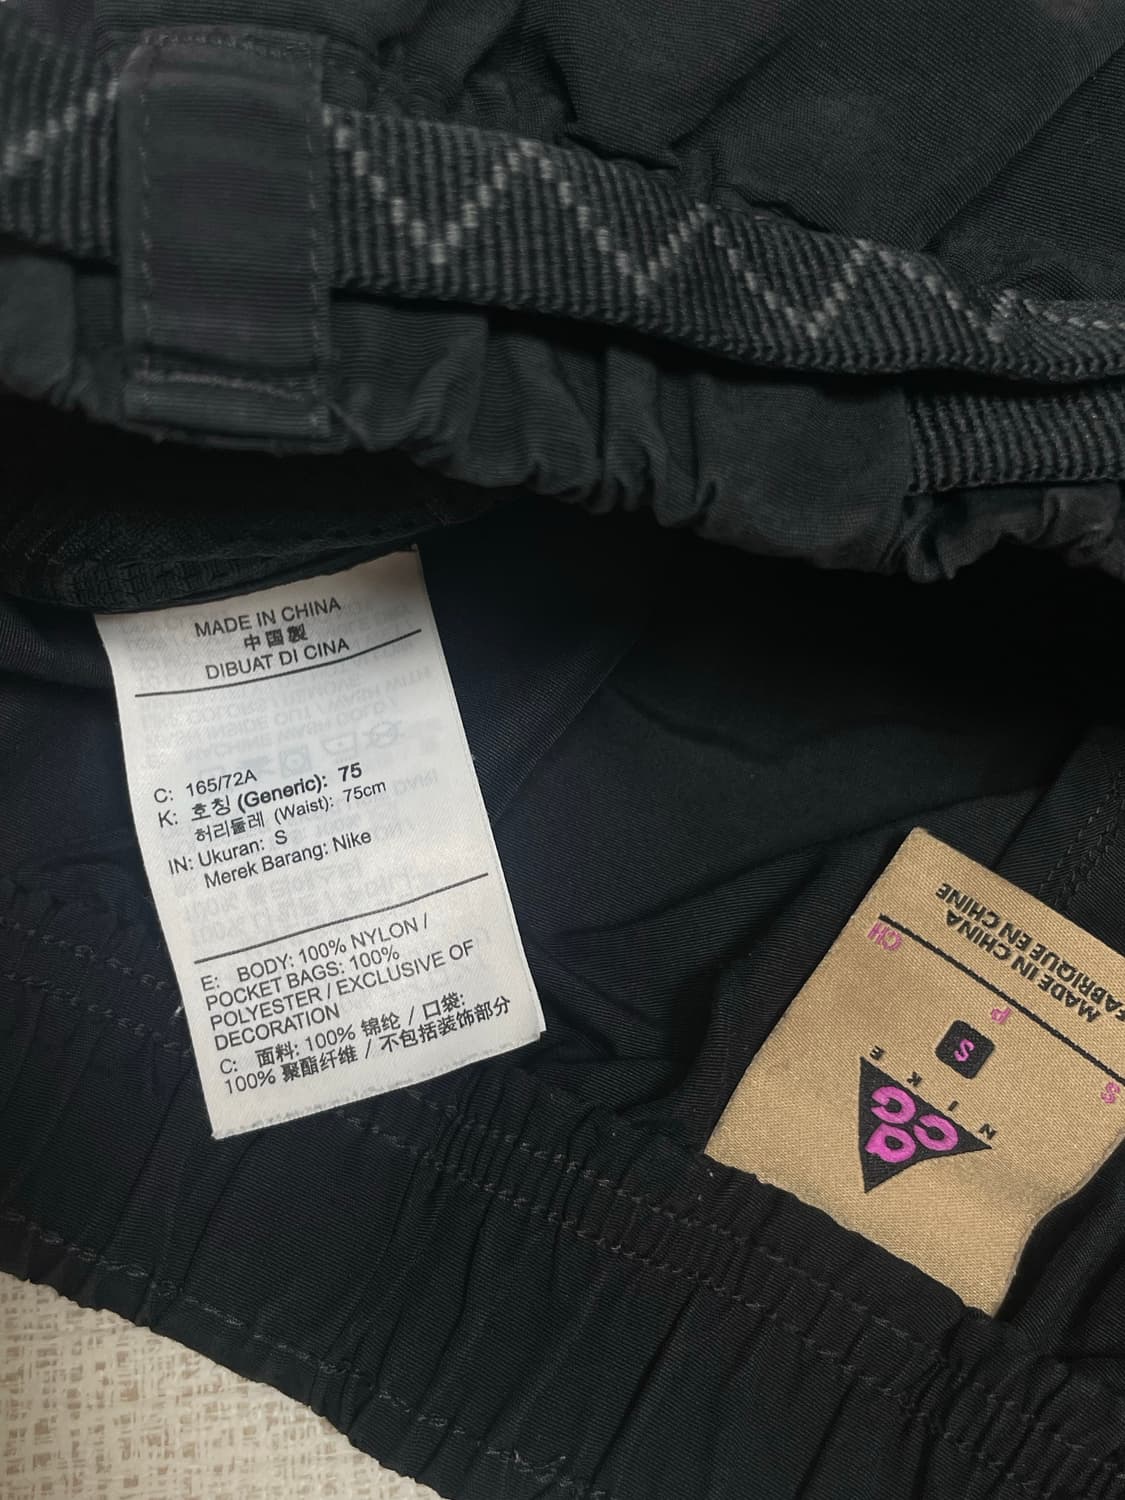 MADE IN CHINA
中国製
DIBUAT DI CINA
C: 165/72A
K: 호칭 (Generic): 75
허리둘레 (Waist): 75cm
IN: Ukuran: S
Merek Barang: Nike
E: BODY: 100% NYLON /
POCKET BAGS: 100%
POLYESTER / EXCLUSIVE OF
DECORATION
C: 面料: 100% 锦纶 / 口袋:
100% 聚酯纤维 / 不包括装饰部分
NIKE
ACG
S
S P CH
MADE IN CHINA
FABRIQUE EN CHINE